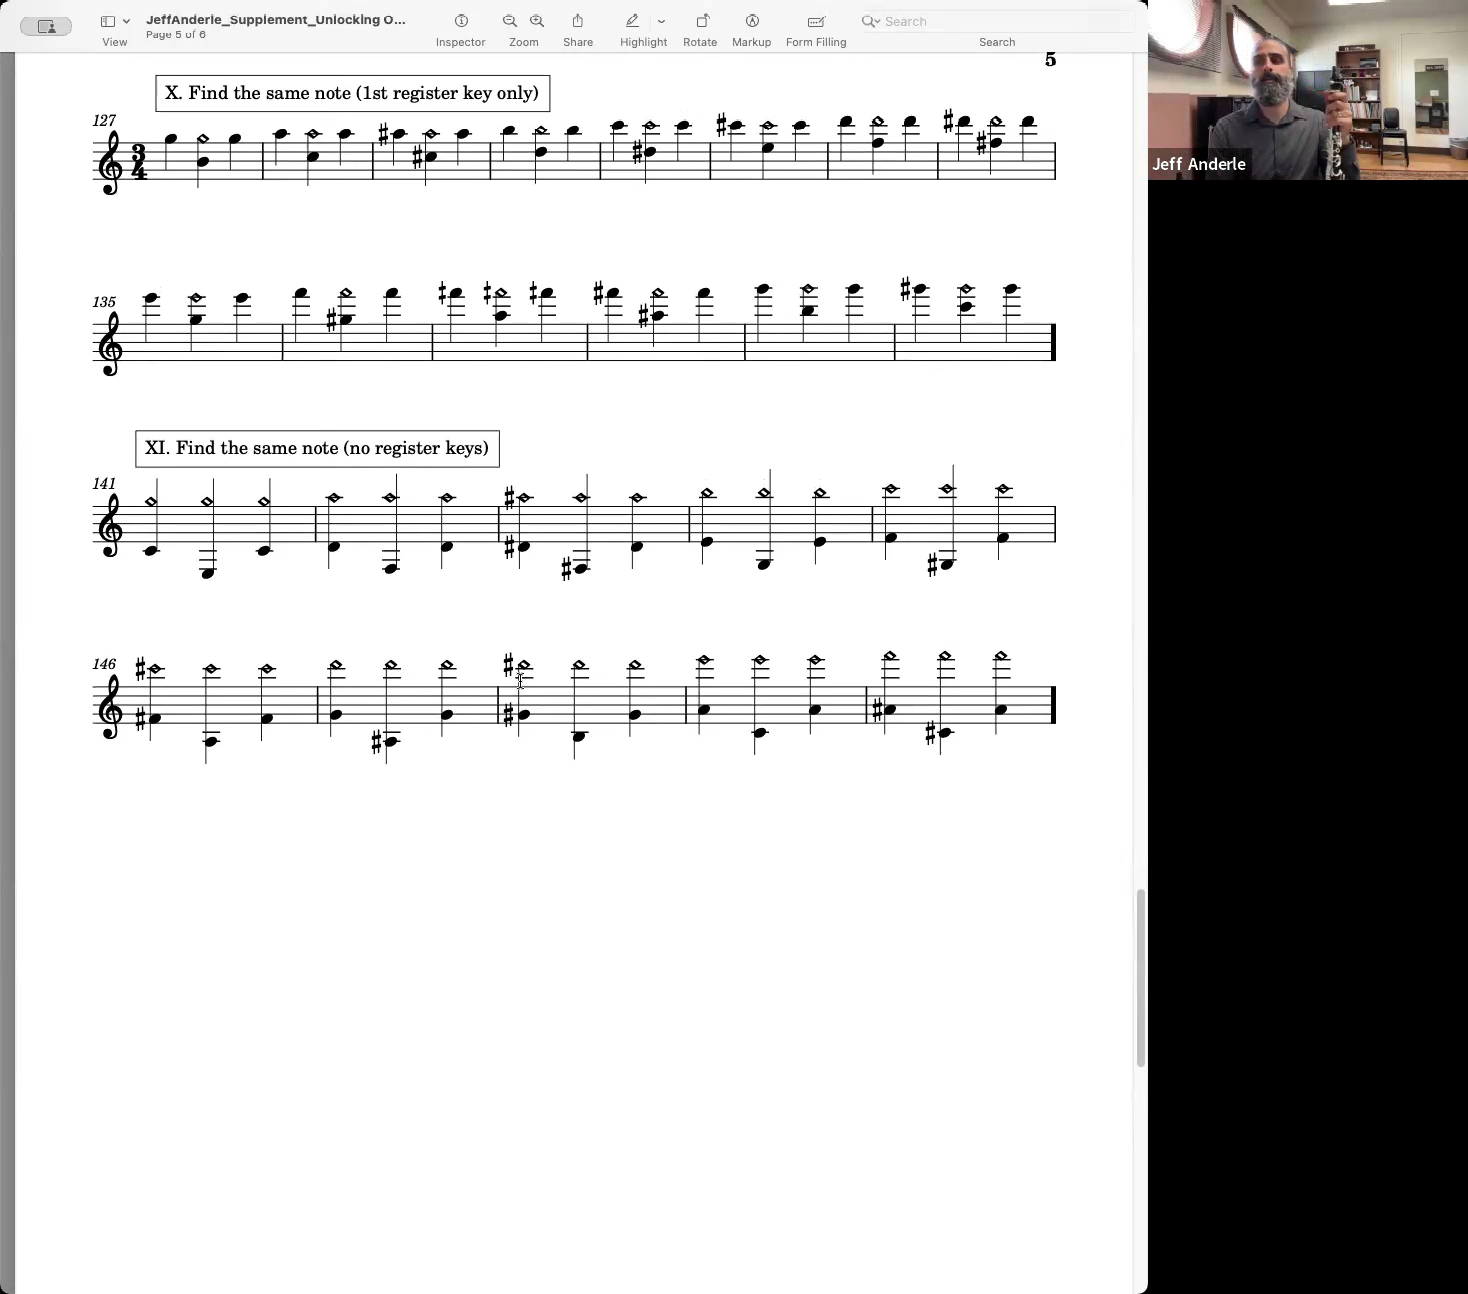 JeffAnderle_Supplement_Unlocking O...
Page 5 of 6
View
Inspector
Zoom
Share
Highlight
Rotate
Markup
Form Filling
Search
Search
5
X. Find the same note (1st register key only)
127
3
4
135
XI. Find the same note (no register keys)
141
146
Jeff Anderle